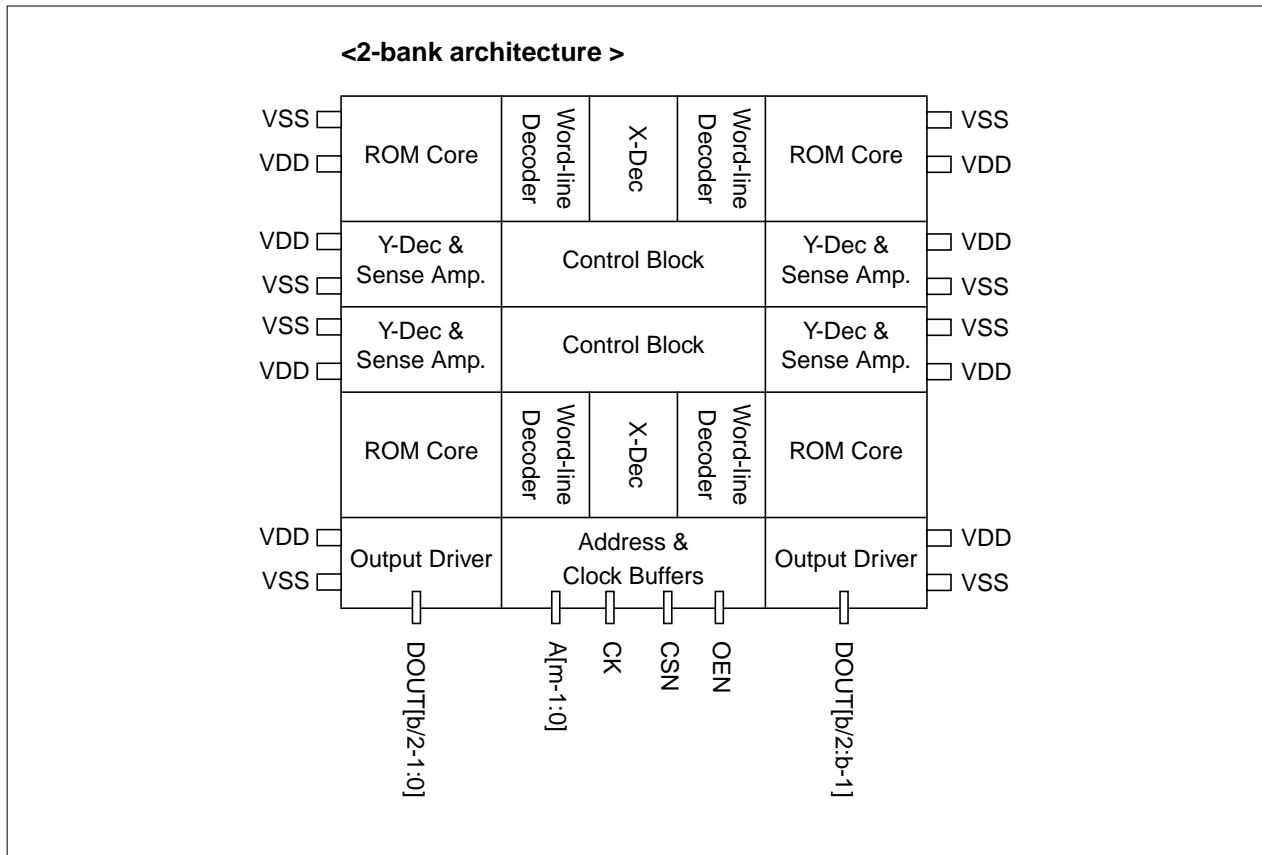 <2-bank architecture >
VSS
VDD
ROM Core
Word-line
Decoder
X-Dec
Word-line
Decoder
ROM Core
VSS
VDD
VDD
VSS
Y-Dec &
Sense Amp.
Control Block
Y-Dec &
Sense Amp.
VDD
VSS
VSS
VDD
Y-Dec &
Sense Amp.
Control Block
Y-Dec &
Sense Amp.
VSS
VDD
ROM Core
Word-line
Decoder
X-Dec
Word-line
Decoder
ROM Core
VDD
VSS
Output Driver
Address &
Clock Buffers
Output Driver
VDD
VSS
DOUT[b/2-1:0]
A[m-1:0]
CK
CSN
OEN
DOUT[b/2:b-1]